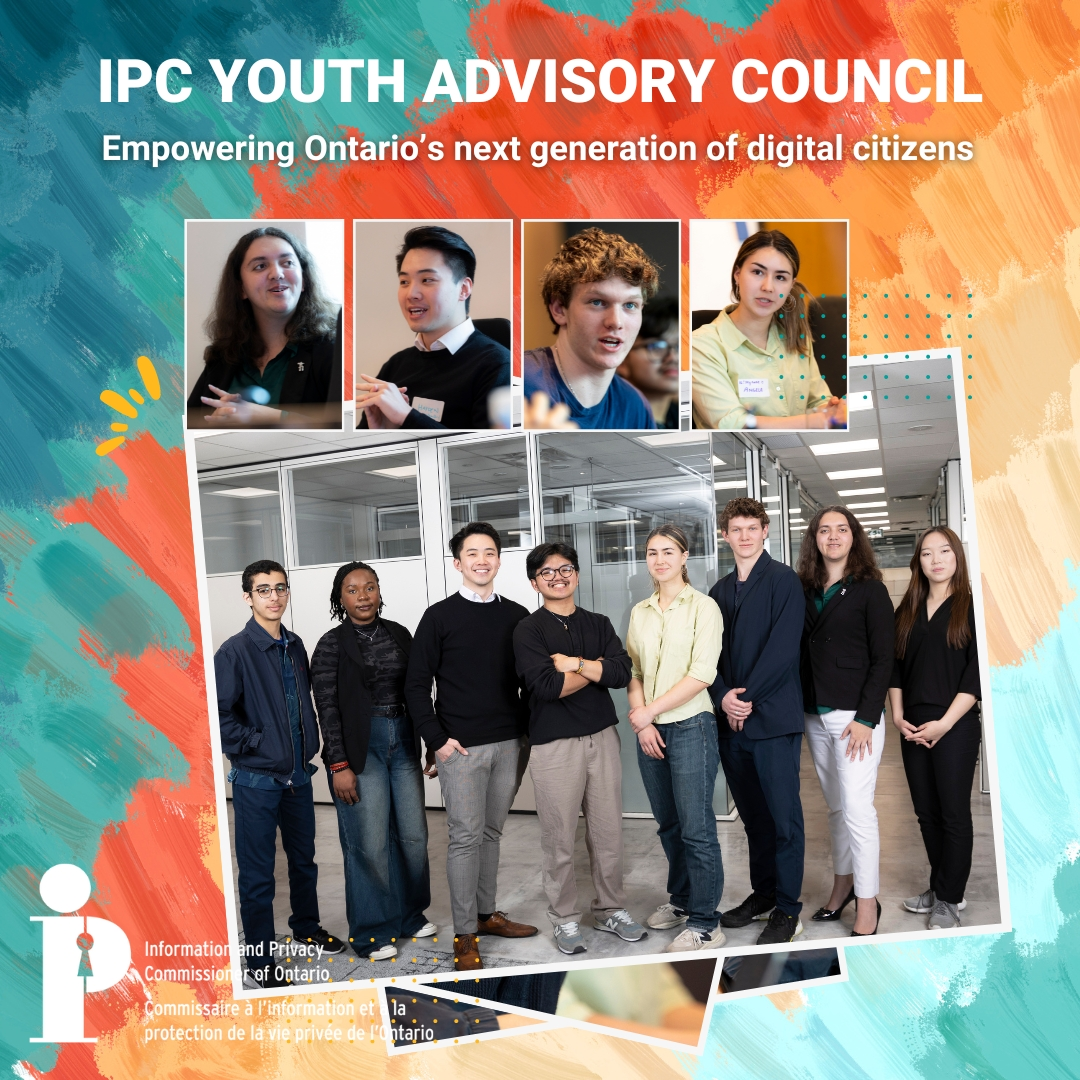 IPC YOUTH ADVISORY COUNCIL
Empowering Ontario's next generation of digital citizens
Information and Privacy
Commissioner of Ontario
Commissaire à l'information et à la
protection de la vie privée de l'Ontario